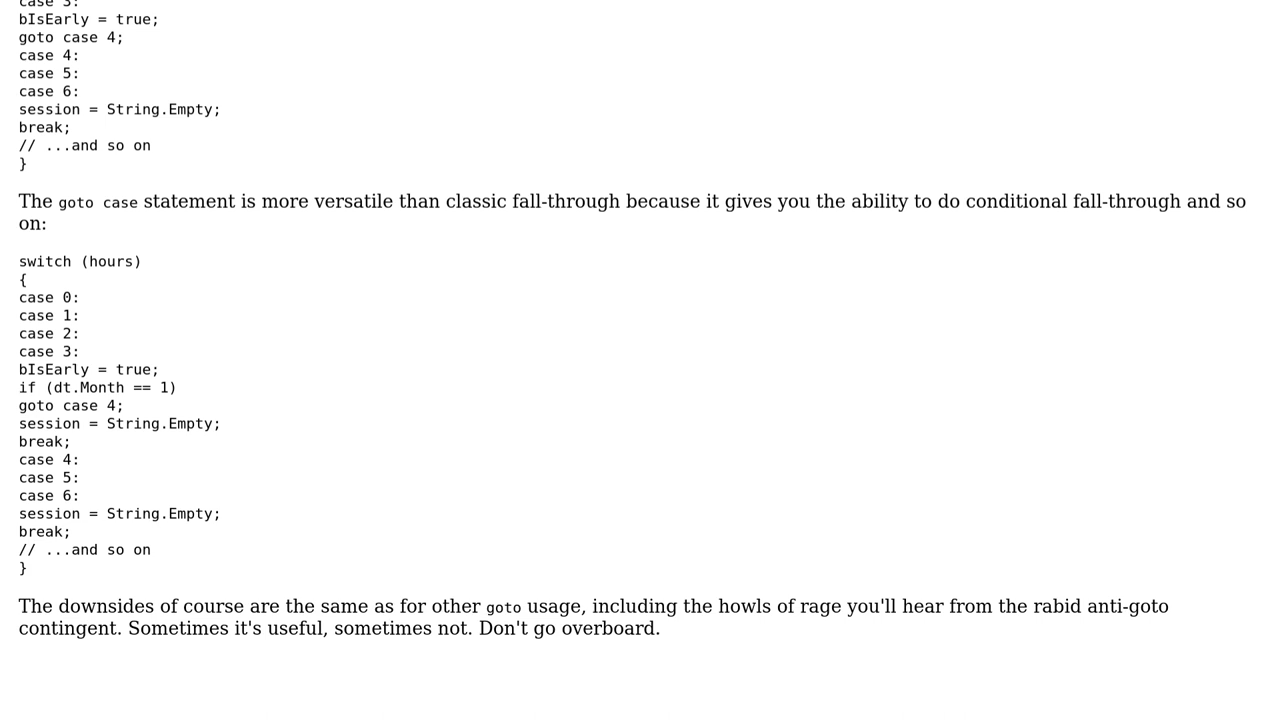 case 3:
bIsEarly = true;
goto case 4;
case 4:
case 5:
case 6:
session = String.Empty;
break;
// ...and so on
}
The goto case statement is more versatile than classic fall-through because it gives you the ability to do conditional fall-through and so
on:
switch (hours)
{
case 0:
case 1:
case 2:
case 3:
bIsEarly = true;
if (dt.Month == 1)
goto case 4;
session = String.Empty;
break;
case 4:
case 5:
case 6:
session = String.Empty;
break;
// ...and so on
}
The downsides of course are the same as for other goto usage, including the howls of rage you'll hear from the rabid anti-goto
contingent. Sometimes it's useful, sometimes not. Don't go overboard.